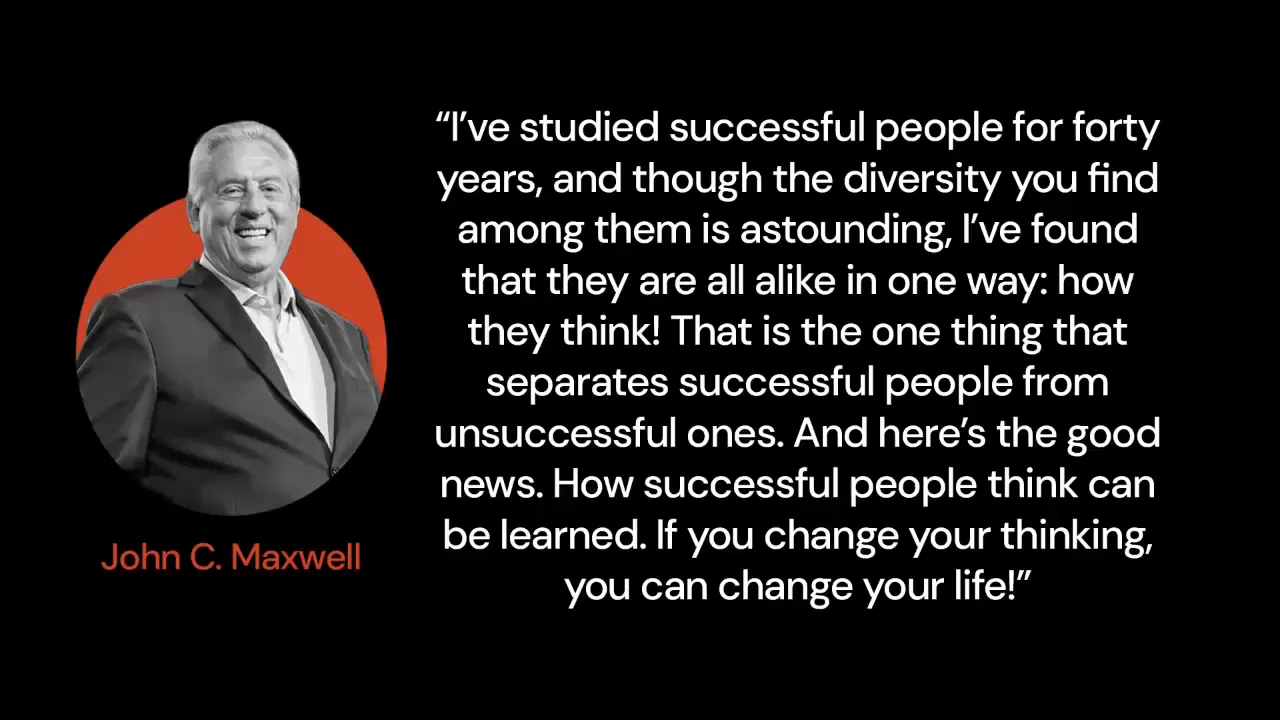 “I’ve studied successful people for forty
years, and though the diversity you find
among them is astounding, I’ve found
that they are all alike in one way: how
they think! That is the one thing that
separates successful people from
unsuccessful ones. And here’s the good
news. How successful people think can
be learned. If you change your thinking,
you can change your life!”
John C. Maxwell